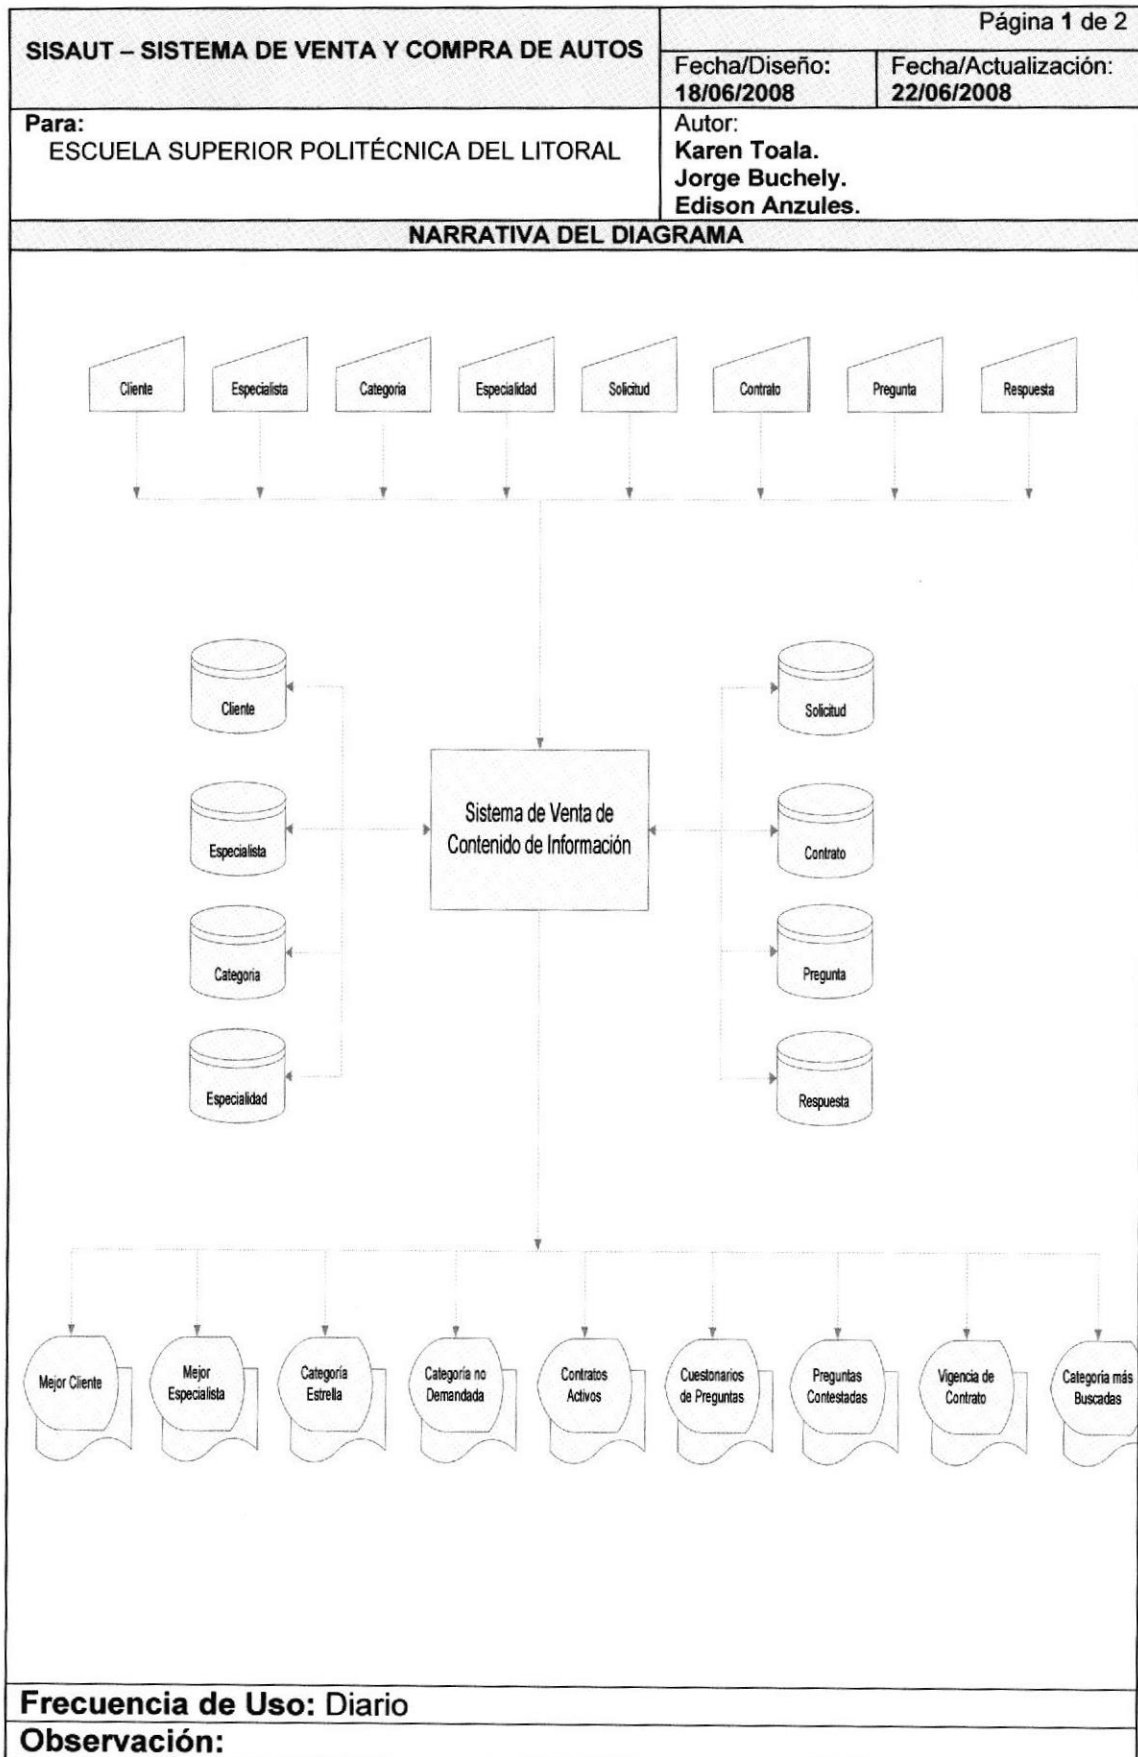 SISAUT – SISTEMA DE VENTA Y COMPRA DE AUTOS
Página 1 de 2
Fecha/Diseño:
18/06/2008
Fecha/Actualización:
22/06/2008
Para:
ESCUELA SUPERIOR POLITÉCNICA DEL LITORAL
Autor:
Karen Toala.
Jorge Buchely.
Edison Anzules.
NARRATIVA DEL DIAGRAMA
Cliente
Especialista
Categoria
Especialidad
Solicitud
Contrato
Pregunta
Respuesta
Cliente
Solicitud
Sistema de Venta de
Contenido de Información
Especialista
Contrato
Categoria
Pregunta
Especialidad
Respuesta
Mejor Cliente
Mejor
Especialista
Categoría
Estrella
Categoría no
Demandada
Contratos
Activos
Cuestonarios
de Preguntas
Preguntas
Contestadas
Vigencia de
Contrato
Categoria más
Buscadas
Frecuencia de Uso: Diario
Observación: